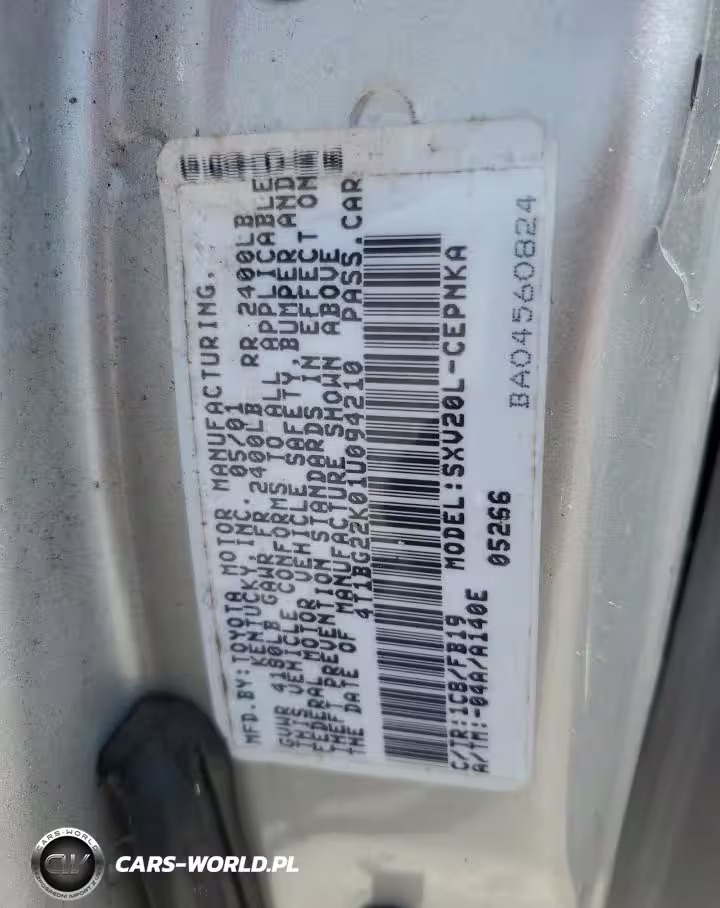 MFD.BY:TOYOTA MOTOR MANUFACTURING,
KENTUCKY, INC. 05/01
GVWR 4180LB GAWR FR 2400LB RR 2400LB
THIS VEHICLE CONFORMS TO ALL APPLICABLE
FEDERAL MOTOR VEHICLE SAFETY,BUMPER AND
THEFT PREVENTION STANDARDS IN EFFECT ON
THE DATE OF MANUFACTURE SHOWN ABOVE
4T1BG22K01U094210 PASS.CAR
C/TR:1C8/FB19 MODEL:SXV20L-CEPNKA
A/TM:-04A/A140E 05266
BA04560824
CARS-WORLD
CW
CARS-WORLD.PL